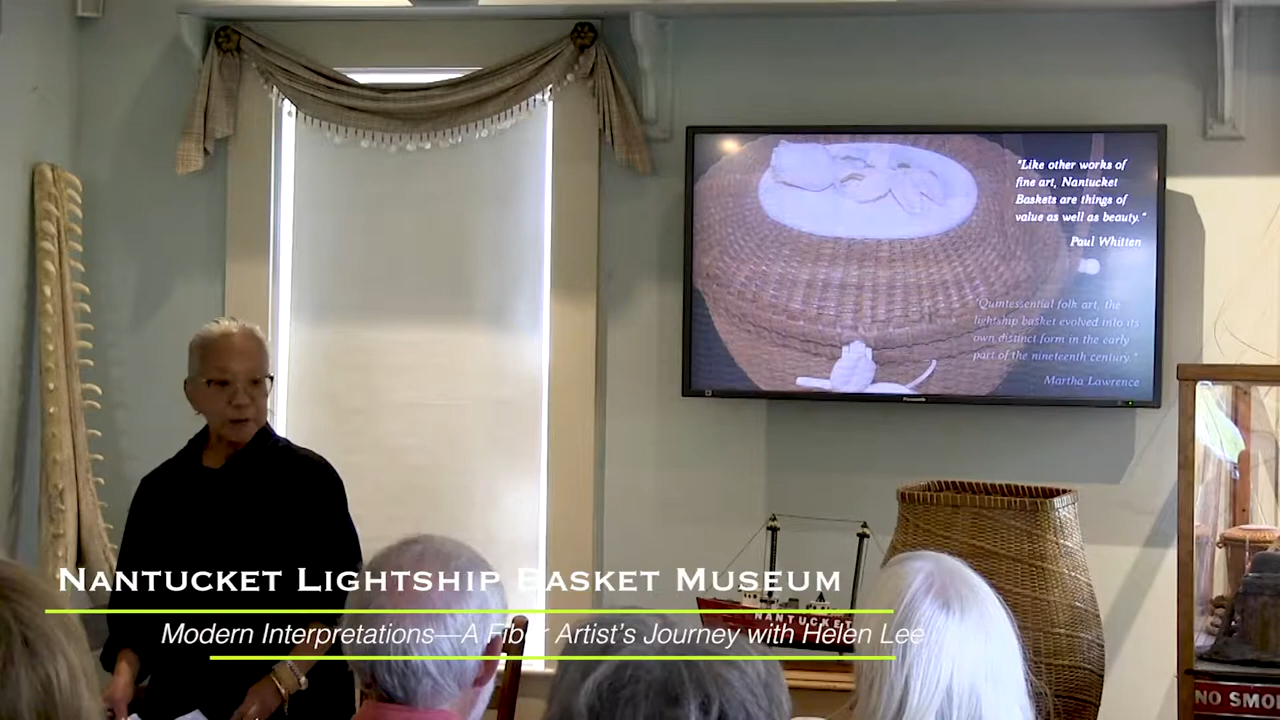 "Like other works of
fine art, Nantucket
Baskets are things of
value as well as beauty."
Paul Whitten
"Quintessential folk art, the
lightship basket evolved into its
own distinct form in the early
part of the nineteenth century."
Martha Lawrence
Panasonic
NANTUCKET LIGHTSHIP BASKET MUSEUM
Modern Interpretations—A Fiber Artist's Journey with Helen Lee
NANTUCKET
NO SMO